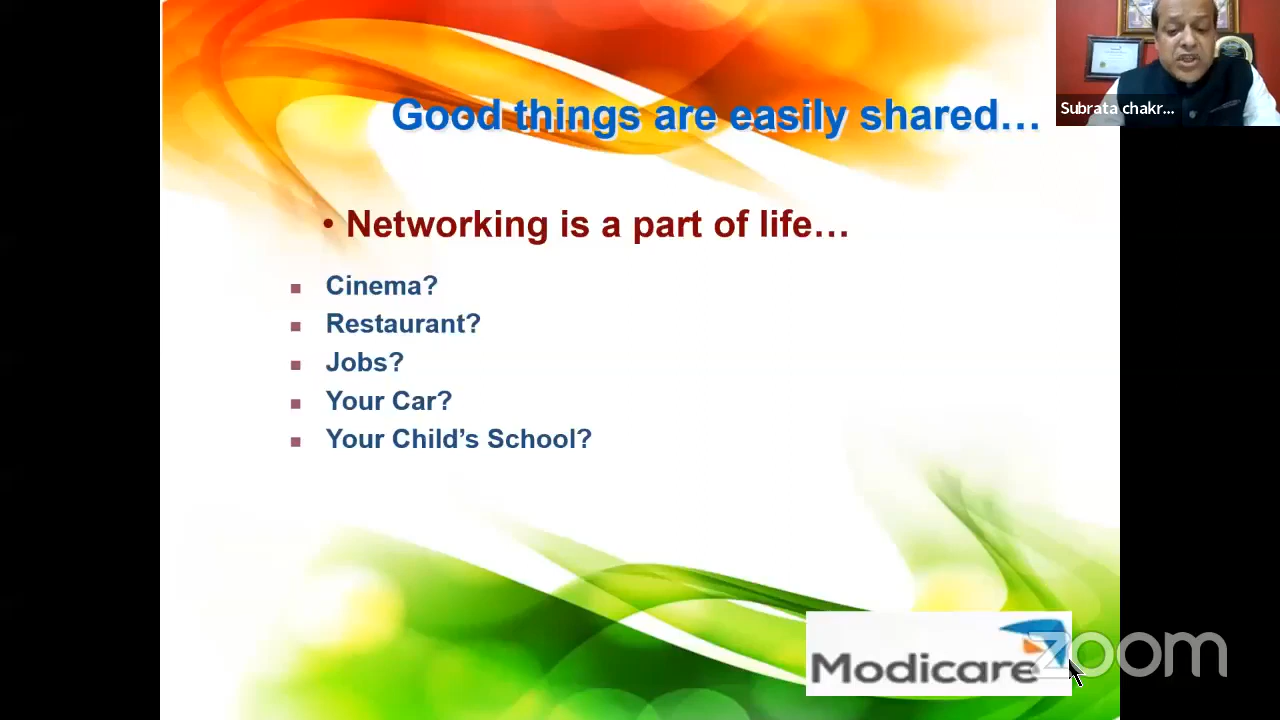 Good things are easily shared…
Subrata chakr...
• Networking is a part of life…
Cinema?
Restaurant?
Jobs?
Your Car?
Your Child’s School?
Modicare
zoom